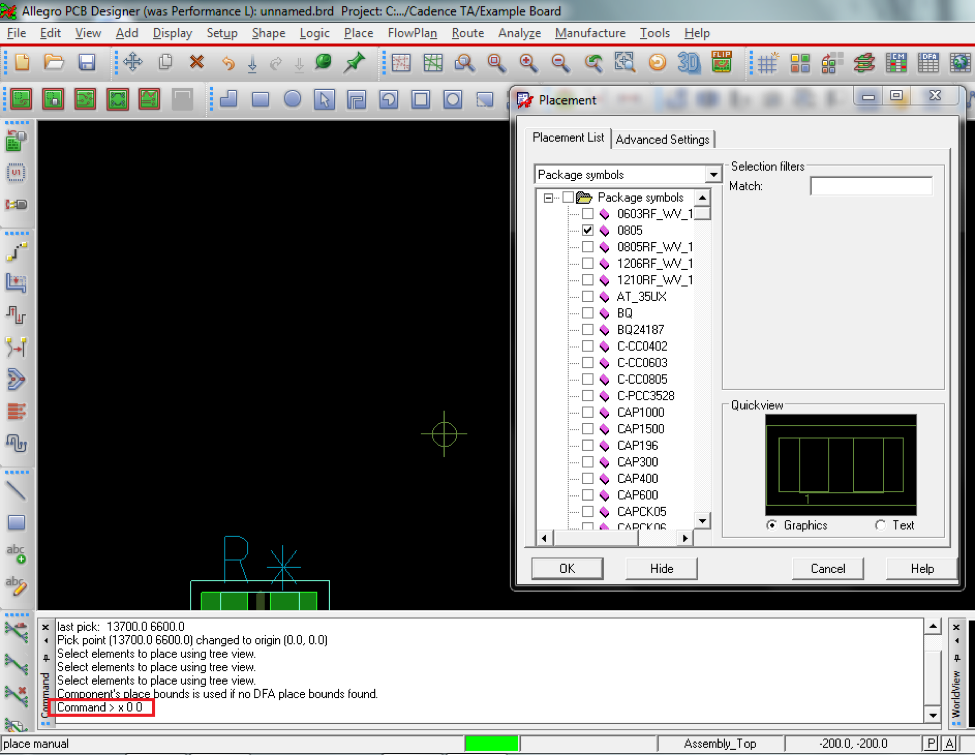 Allegro PCB Designer (was Performance L): unnamed.brd Project: C:.../Cadence TA/Example Board
File Edit View Add Display Setup Shape Logic Place FlowPlan Route Analyze Manufacture Tools Help
3D
FLIP
Placement
Placement List
Advanced Settings
Package symbols
Selection filters
Match:
Package symbols
0603RF_WV_1
0805
0805RF_WV_1
1206RF_WV_1
1210RF_WV_1
AT_35UX
BQ
BQ24187
C-CC0402
C-CC0603
C-CC0805
C-PCC3528
CAP1000
CAP1500
CAP196
CAP300
CAP400
CAP600
CAPCK05
CAPCK06
Quickview
1
Graphics
Text
OK
Hide
Cancel
Help
U1
abc
abc
R *
last pick: 13700.0 6600.0
Pick point (13700.0 6600.0) changed to origin (0.0, 0.0)
Select elements to place using tree view.
Select elements to place using tree view.
Select elements to place using tree view.
Component's place bounds is used if no DFA place bounds found.
Command > x 0 0
WorldView
place manual
Assembly_Top
-200.0, -200.0
P
A